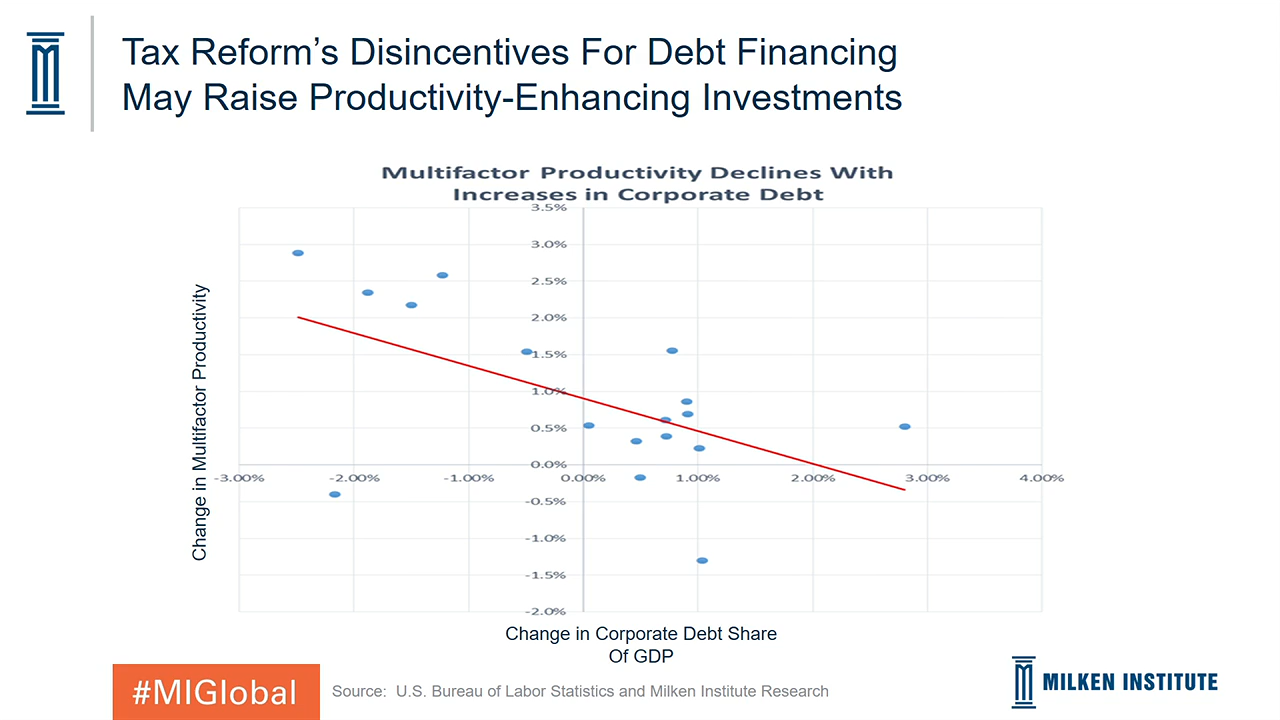 Tax Reform’s Disincentives For Debt Financing
May Raise Productivity-Enhancing Investments
Multifactor Productivity Declines With
Increases in Corporate Debt
3.5%
3.0%
2.5%
2.0%
1.5%
1.0%
0.5%
0.0%
-3.00%
-2.00%
-1.00%
0.00%
1.00%
2.00%
3.00%
4.00%
-0.5%
-1.0%
-1.5%
-2.0%
Change in Multifactor Productivity
Change in Corporate Debt Share
Of GDP
#MIGlobal
Source: U.S. Bureau of Labor Statistics and Milken Institute Research
MILKEN INSTITUTE